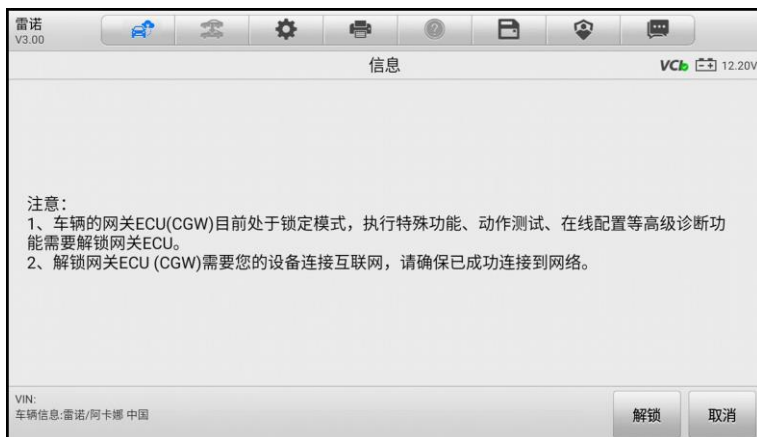 雷诺
V3.00
信息
VCI
12.20V
注意：
1、车辆的网关ECU(CGW)目前处于锁定模式，执行特殊功能、动作测试、在线配置等高级诊断功
能需要解锁网关ECU。
2、解锁网关ECU (CGW)需要您的设备连接互联网，请确保已成功连接到网络。
VIN:
车辆信息:雷诺/阿卡娜 中国
解锁
取消